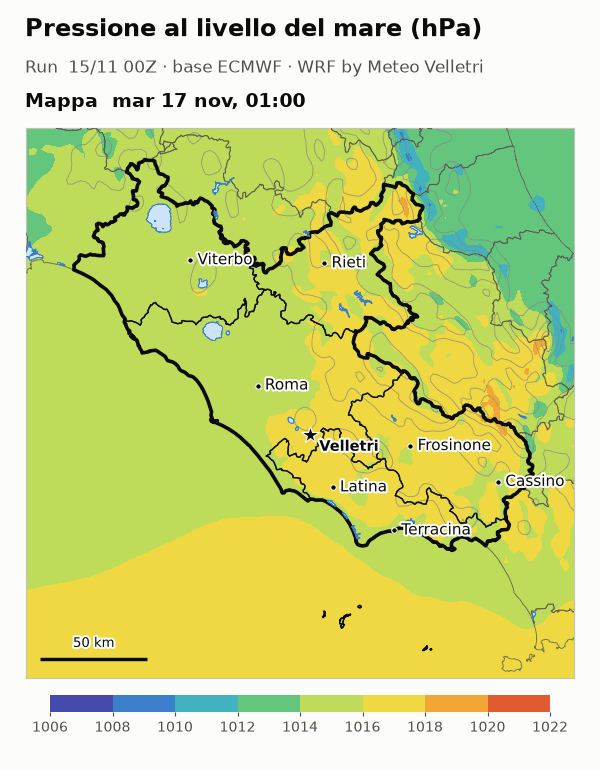 Pressione al livello del mare (hPa)
Run  15/11 00Z · base ECMWF · WRF by Meteo Velletri
Mappa  mar 17 nov, 01:00
Viterbo
Rieti
Roma
Velletri
Frosinone
Latina
Cassino
Terracina
50 km
1006 1008 1010 1012 1014 1016 1018 1020 1022